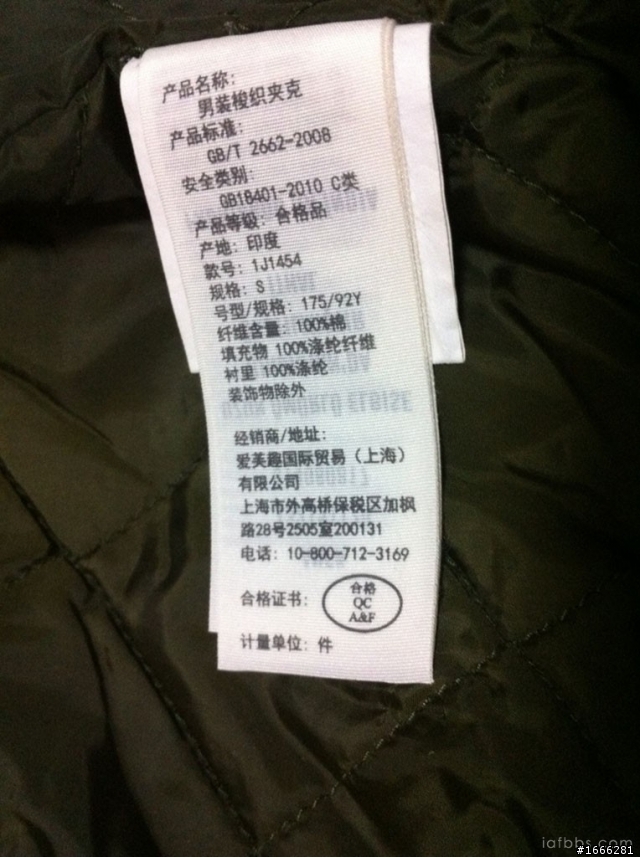 产品名称:
男装梭织夹克
产品标准:
GB/T 2662-2008
安全类别:
GB18401-2010 C类
产品等级: 合格品
产地: 印度
款号: 1J1454
规格: S
号型/规格: 175/92Y
纤维含量: 100%棉
填充物 100%涤纶纤维
衬里 100%涤纶
装饰物除外
经销商/地址:
爱芙趣国际贸易（上海）
有限公司
上海市外高桥保税区加枫
路28号2505室200131
电话: 10-800-712-3169
合格证书:
合格
QC
A&F
计量单位: 件
iafbbs.com
#1666281